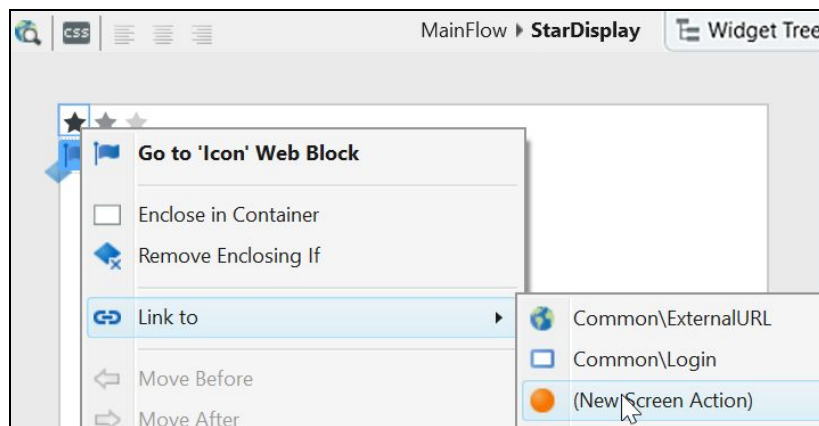 css
MainFlow StarDisplay Widget Tree
Go to 'Icon' Web Block
Enclose in Container
Remove Enclosing If
Link to
Common\ExternalURL
Common\Login
Move Before
(New Screen Action)
Move After